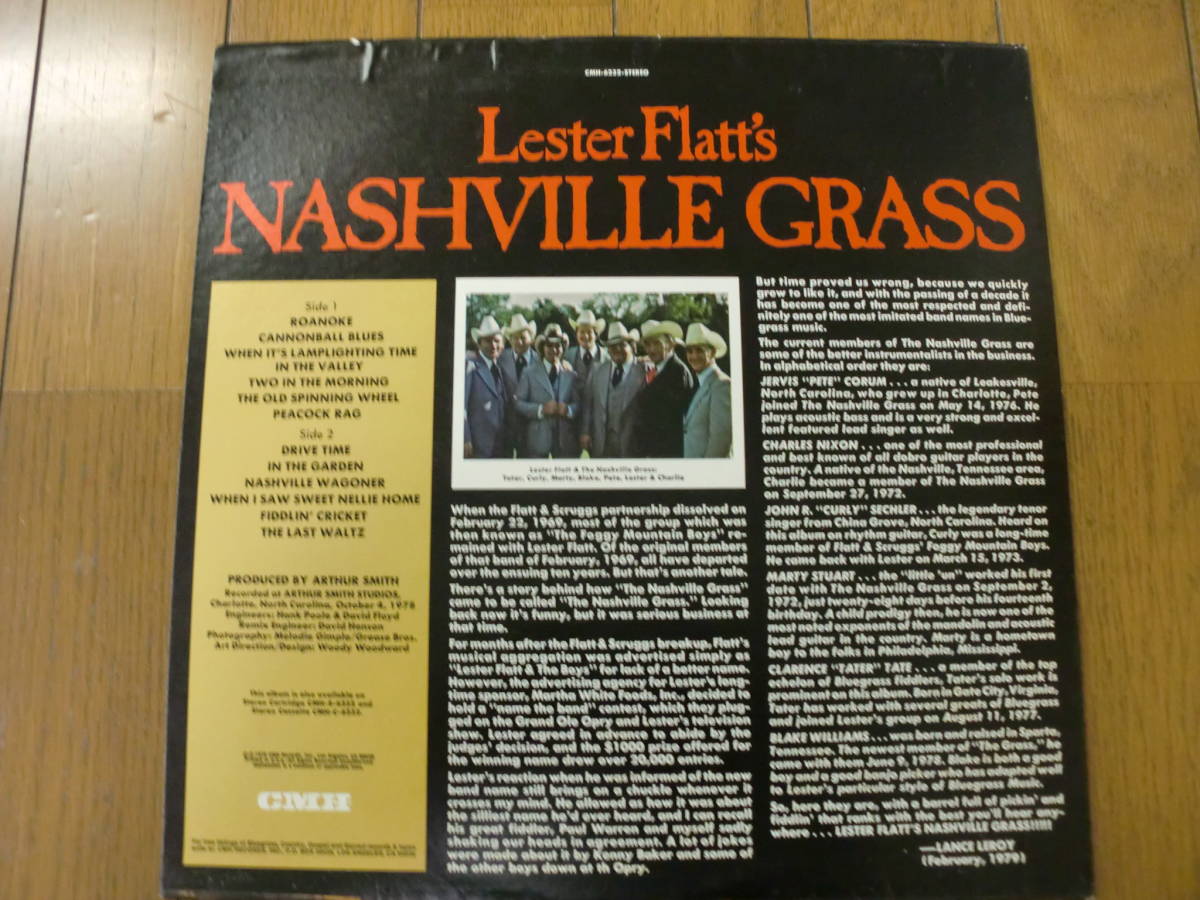 CMH-6232-STEREO
Lester Flatt's
NASHVILLE GRASS
Side 1
ROANOKE
CANNONBALL BLUES
WHEN IT'S LAMPLIGHTING TIME
IN THE VALLEY
TWO IN THE MORNING
THE OLD SPINNING WHEEL
PEACOCK RAG
Side 2
DRIVE TIME
IN THE GARDEN
NASHVILLE WAGONER
WHEN I SAW SWEET NELLIE HOME
FIDDLIN' CRICKET
THE LAST WALTZ
PRODUCED BY ARTHUR SMITH
Recorded at ARTHUR SMITH STUDIOS,
Charlotte, North Carolina, October 4, 1978
Engineers: Hank Poole & David Floyd
Remix Engineer: David Henson
Photography: Melodie Gimple/Grease Bros.
Art Direction/Design: Woody Woodward
This album is also available on
Stereo Cartridge CMH-8-6232 and
Stereo Cassette CMH-C-6232.
CMH
Lester Flatt & The Nashville Grass:
Tater, Curly, Marty, Blake, Pete, Lester & Charlie
When the Flatt & Scruggs partnership dissolved on
February 22, 1969, most of the group which was
then known as "The Foggy Mountain Boys" re-
mained with Lester Flatt. Of the original members
of that band of February, 1969, all have departed
over the ensuing ten years. But that's another tale.
There's a story behind how "The Nashville Grass"
came to be called "The Nashville Grass." Looking
back now it's funny, but it was serious business at
that time.
For months after the Flatt & Scruggs breakup, Flatt's
musical aggregation was advertised simply as
"Lester Flatt & The Boys" for lack of a better name.
However, the advertising agency for Lester's long-
time sponsor, Martha White Foods, Inc., decided to
hold a "name the band" contest, which they plug-
ged on the Grand Ole Opry and Lester's television
show. Lester agreed in advance to abide by the
judges' decision, and the $1000 prize offered for
the winning name drew over 20,000 entries.
Lester's reaction when he was informed of the new
band name still brings on a chuckle whenever it
crosses my mind. He allowed as how it was about
the silliest name he'd ever heard, and I can recall
his great fiddler, Paul Warren and myself sadly
shaking our heads in agreement. A lot of jokes
were made about it by Kenny Baker and some of
the other boys down at th Opry.
But time proved us wrong, because we quickly
grew to like it, and with the passing of a decade it
has become one of the most respected and defi-
nitely one of the most imitated band names in Blue-
grass music.
The current members of The Nashville Grass are
some of the better instrumentalists in the business.
In alphabetical order they are:
JERVIS "PETE" CORUM . . . a native of Leakesville,
North Carolina, who grew up in Charlotte, Pete
joined The Nashville Grass on May 14, 1976. He
plays acoustic bass and is a very strong and excel-
lent featured lead singer as well.
CHARLES NIXON . . . one of the most professional
and best known of all dobro guitar players in the
country. A native of the Nashville, Tennessee area,
Charlie became a member of The Nashville Grass
on September 27, 1972.
JOHN R. "CURLY" SECHLER . . . the legendary tenor
singer from China Grove, North Carolina. Heard on
this album on rhythm guitar, Curly was a long-time
member of Flatt & Scruggs' Foggy Mountain Boys.
He came back with Lester on March 15, 1973.
MARTY STUART . . . the "little 'un" worked his first
date with The Nashville Grass on September 2,
1972, just twenty-eight days before his fourteenth
birthday. A child prodigy then, he is now one of the
most noted exponents of the mandolin and acoustic
lead guitar in the country. Marty is a hometown
boy to the folks in Philadelphia, Mississippi.
CLARENCE "TATER" TATE . . . a member of the top
echelon of Bluegrass fiddlers, Tater's solo work is
prominent on this album. Born in Gate City, Virginia,
Tater has worked with several greats of Bluegrass
and joined Lester's group on August 11, 1977.
BLAKE WILLIAMS . . . was born and raised in Sparta,
Tennessee. The newest member of "The Grass," he
came with them June 9, 1978. Blake is both a good
boy and a good banjo picker who has adapted well
to Lester's particular style of Bluegrass Music.
So, here they are, with a barrel full of pickin' and
fiddlin' that ranks with the best you'll hear any-
where . . . LESTER FLATT'S NASHVILLE GRASS!!!!!
—LANCE LEROY
(February, 1979)